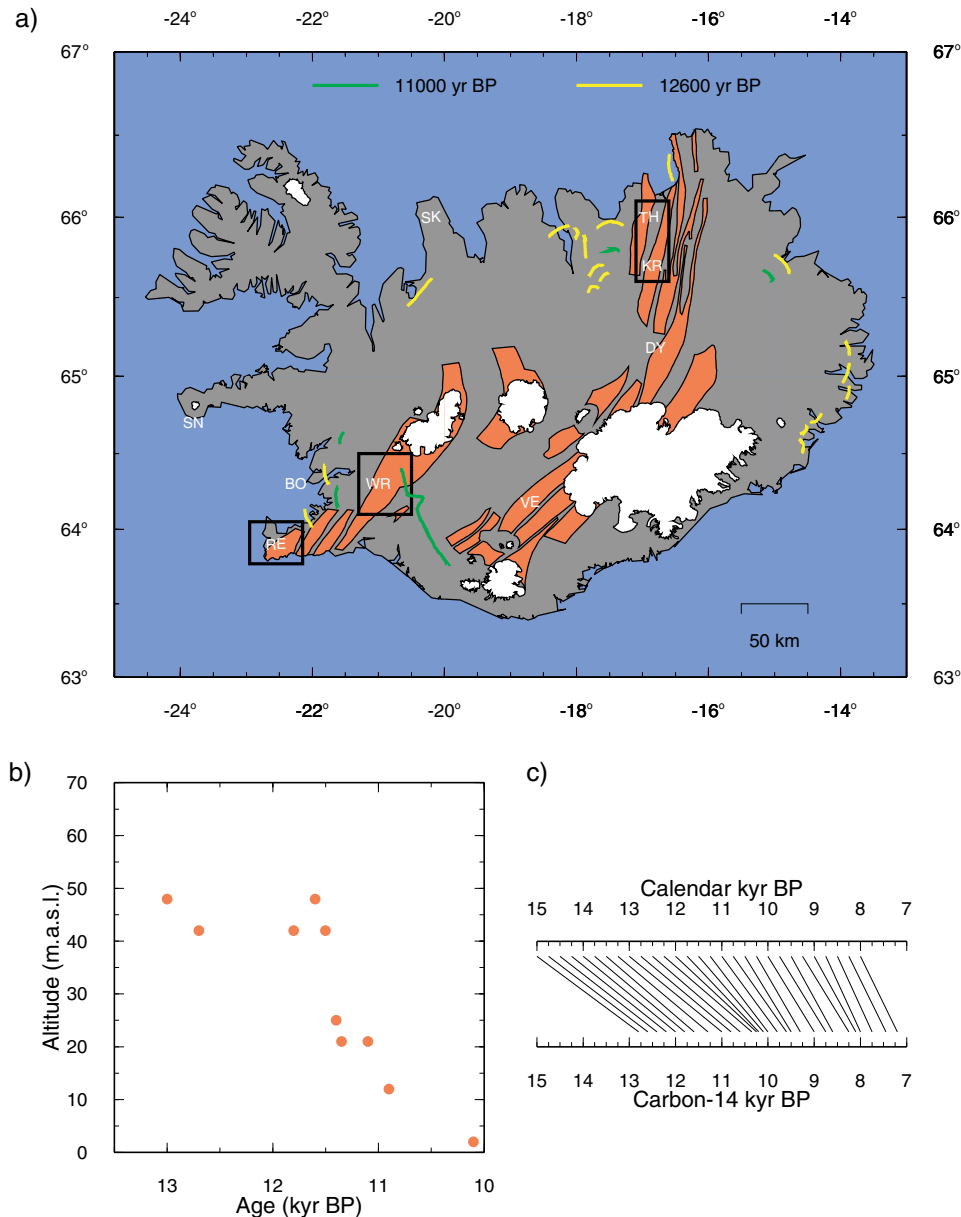 a)
-24° -22° -20° -18° -16° -14°
67° 67°
11000 yr BP 12600 yr BP
66° SK TH 66°
KR
DY
65° 65°
SN
BO WR VE
64° 64°
RE
50 km
63° 63°
-24° -22° -20° -18° -16° -14°
b)
70
60
50
40
30
20
10
0
Altitude (m.a.s.l.)
13 12 11 10
Age (kyr BP)
c)
Calendar kyr BP
15 14 13 12 11 10 9 8 7
15 14 13 12 11 10 9 8 7
Carbon-14 kyr BP